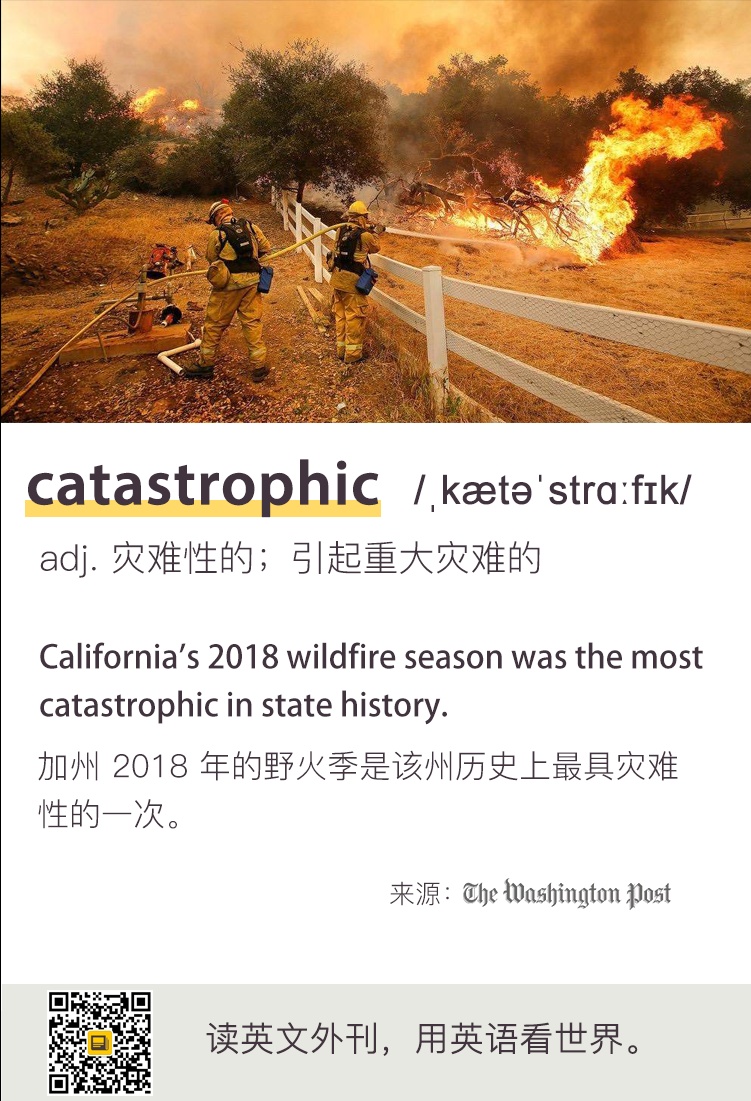 catastrophic /ˌkætəˈstrɑːfɪk/
adj. 灾难性的；引起重大灾难的
California’s 2018 wildfire season was the most
catastrophic in state history.
加州 2018 年的野火季是该州历史上最具灾难
性的一次。
来源：The Washington Post
读英文外刊，用英语看世界。